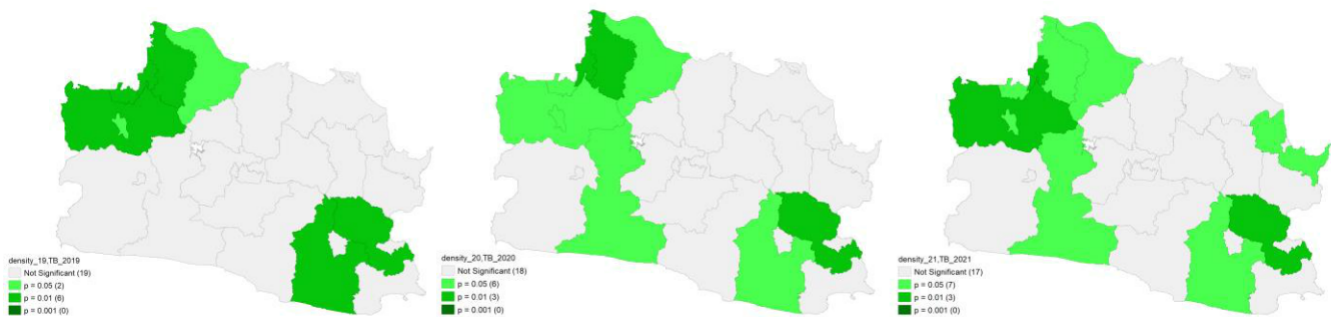 density_19,TB_2019
Not Significant (19)
p = 0.05 (2)
p = 0.01 (6)
p = 0.001 (0)
density_20,TB_2020
Not Significant (18)
p = 0.05 (6)
p = 0.01 (3)
p = 0.001 (0)
density_21,TB_2021
Not Significant (17)
p = 0.05 (7)
p = 0.01 (3)
p = 0.001 (0)